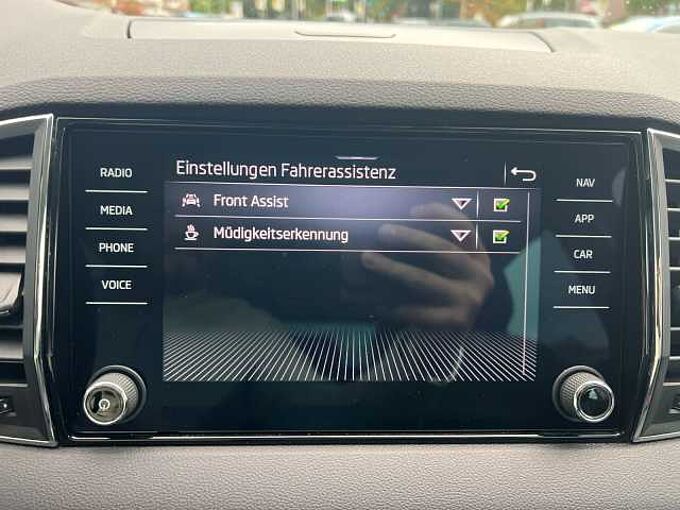 Einstellungen Fahrerassistenz
Front Assist
Müdigkeitserkennung
RADIO
MEDIA
PHONE
VOICE
NAV
APP
CAR
MENU